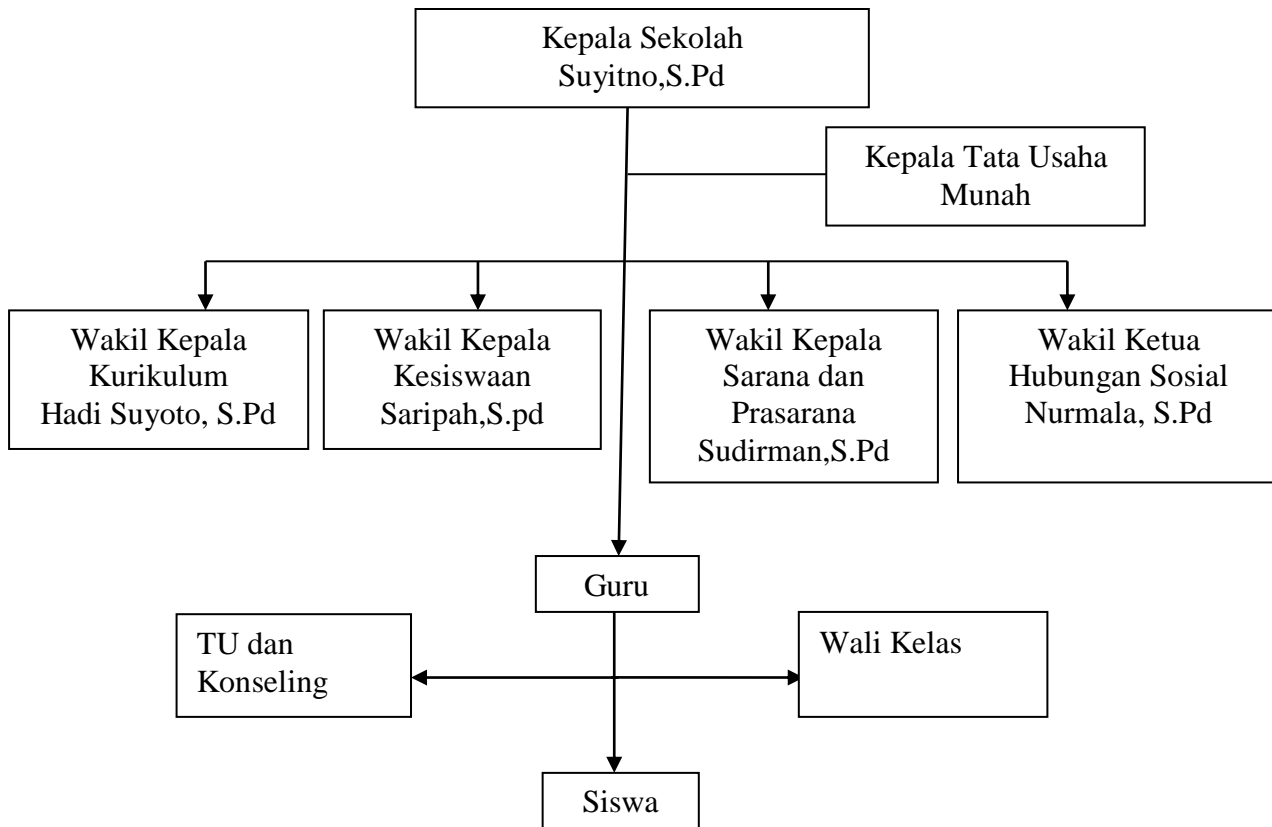 Kepala Sekolah
Suyitno,S.Pd
Kepala Tata Usaha
Munah
Wakil Kepala
Kurikulum
Hadi Suyoto, S.Pd
Wakil Kepala
Kesiswaan
Saripah,S.pd
Wakil Kepala
Sarana dan
Prasarana
Sudirman,S.Pd
Wakil Ketua
Hubungan Sosial
Nurmala, S.Pd
Guru
TU dan
Konseling
Wali Kelas
Siswa